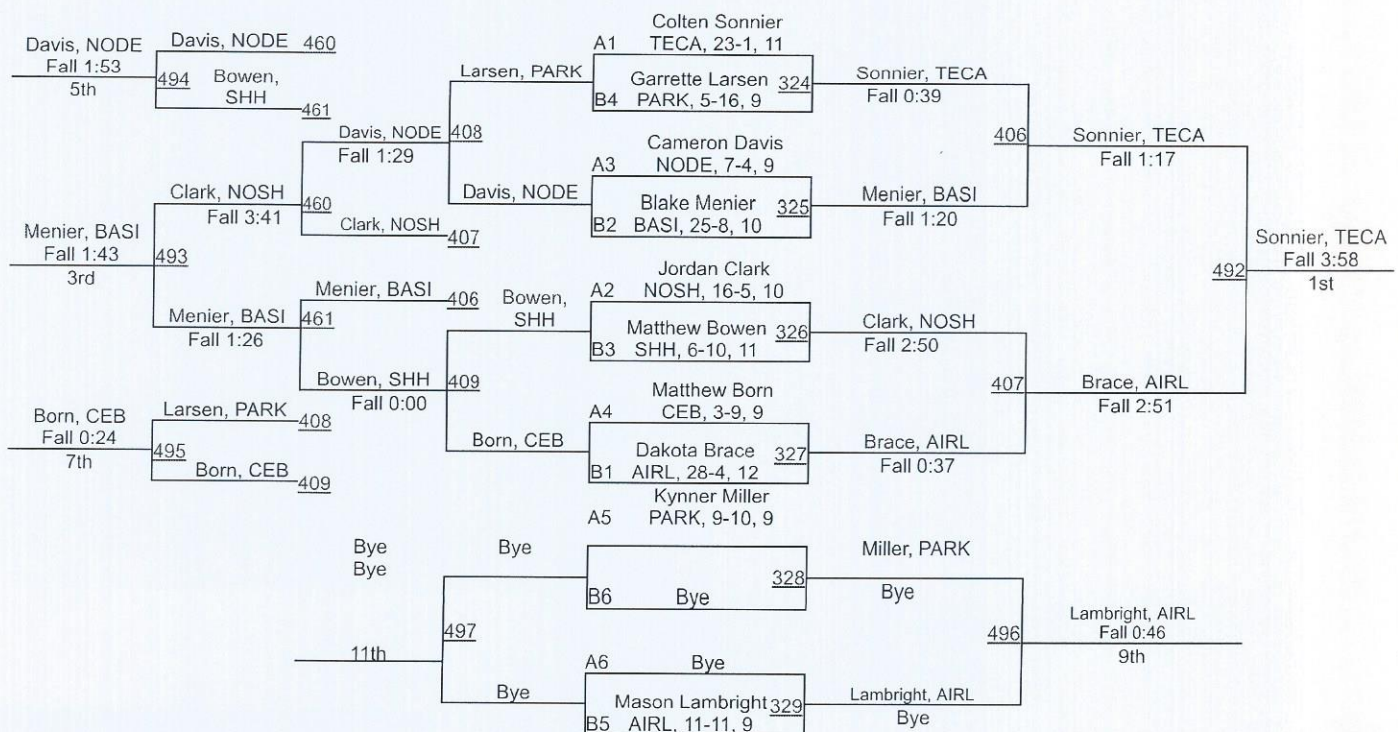 Davis, NODE
Fall 1:53
5th
Davis, NODE 460
494
Bowen,
SHH
461
Davis, NODE
Fall 1:29
408
Clark, NOSH
Fall 3:41
460
Clark, NOSH
407
Menier, BASI
Fall 1:43
3rd
493
Menier, BASI
Fall 1:26
461
Menier, BASI
406
Bowen, SHH
Fall 0:00
409
Born, CEB
Fall 0:24
7th
Larsen, PARK
408
495
Born, CEB
409
Larsen, PARK
Davis, NODE
Bowen,
SHH
Born, CEB
Colten Sonnier
A1 TECA, 23-1, 11
Garrette Larsen 324
B4 PARK, 5-16, 9
Cameron Davis
A3 NODE, 7-4, 9
Blake Menier 325
B2 BASI, 25-8, 10
Jordan Clark
A2 NOSH, 16-5, 10
Matthew Bowen 326
B3 SHH, 6-10, 11
Matthew Born
A4 CEB, 3-9, 9
Dakota Brace 327
B1 AIRL, 28-4, 12
Kynner Miller
A5 PARK, 9-10, 9
328
B6 Bye
A6 Bye
Mason Lambright 329
B5 AIRL, 11-11, 9
Sonnier, TECA
Fall 0:39
406
Menier, BASI
Fall 1:20
Clark, NOSH
Fall 2:50
407
Brace, AIRL
Fall 0:37
Sonnier, TECA
Fall 1:17
Brace, AIRL
Fall 2:51
492
Sonnier, TECA
Fall 3:58
1st
Bye
Bye
Bye
497
11th
Bye
Miller, PARK
Bye
496
Lambright, AIRL
Bye
Lambright, AIRL
Fall 0:46
9th